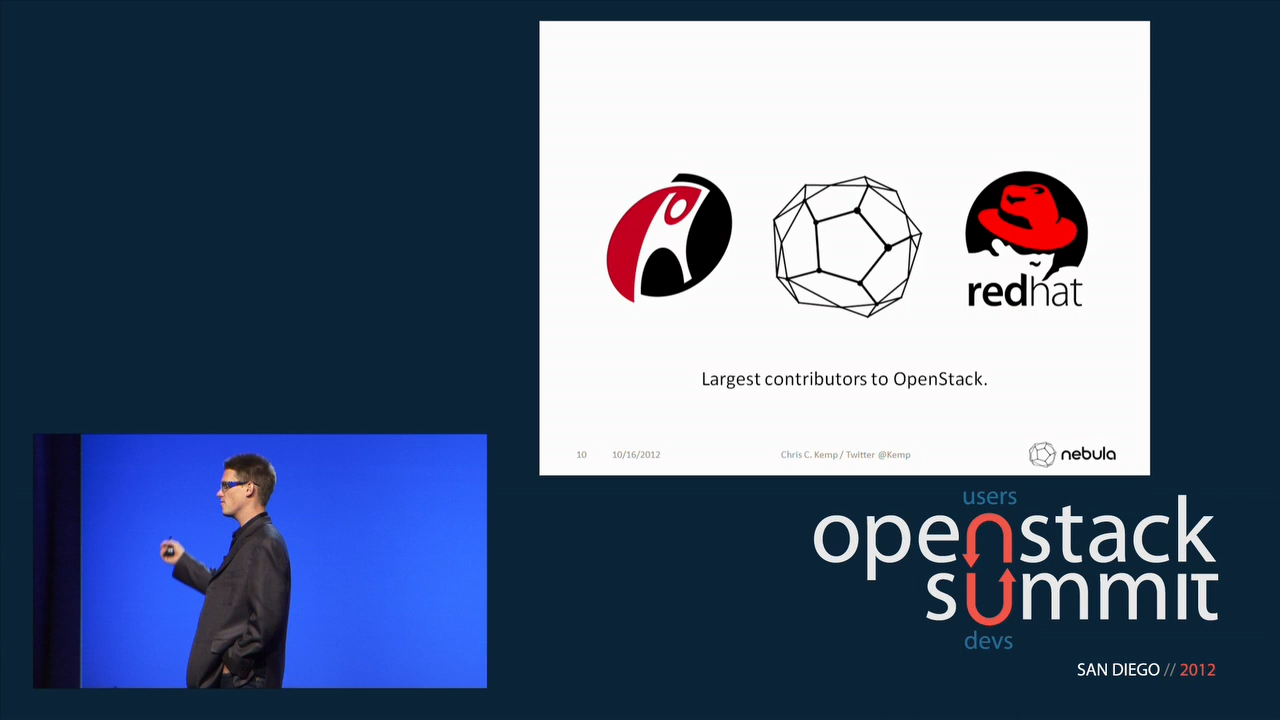 redhat
Largest contributors to OpenStack.
10 10/16/2012 Chris C. Kemp / Twitter @Kemp nebula
users
openstack
summit
devs
SAN DIEGO // 2012